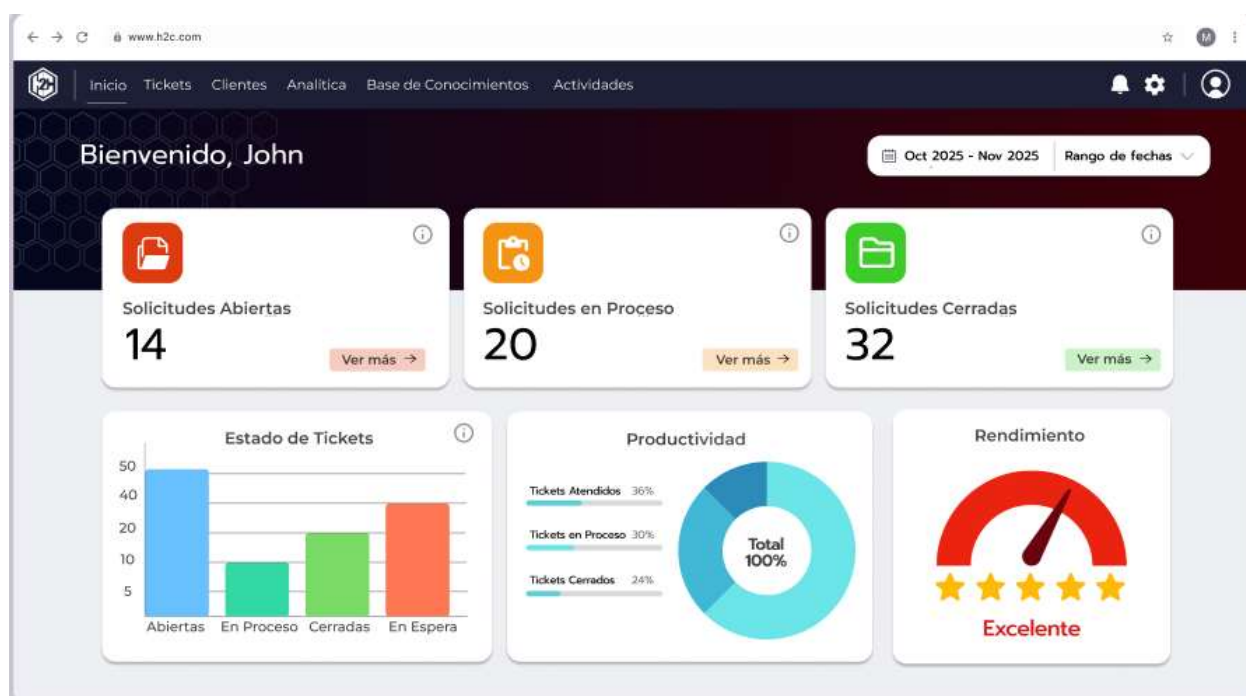 www.h2c.com
M
H2C
Inicio Tickets Clientes Analítica Base de Conocimientos Actividades
Bienvenido, John
Oct 2025 - Nov 2025 Rango de fechas
Solicitudes Abiertas
14
Ver más →
Solicitudes en Proceso
20
Ver más →
Solicitudes Cerradas
32
Ver más →
Estado de Tickets
50
40
20
10
5
Abiertas En Proceso Cerradas En Espera
Productividad
Tickets Atendidos 36%
Tickets en Proceso 30%
Tickets Cerrados 24%
Total
100%
Rendimiento
Excelente